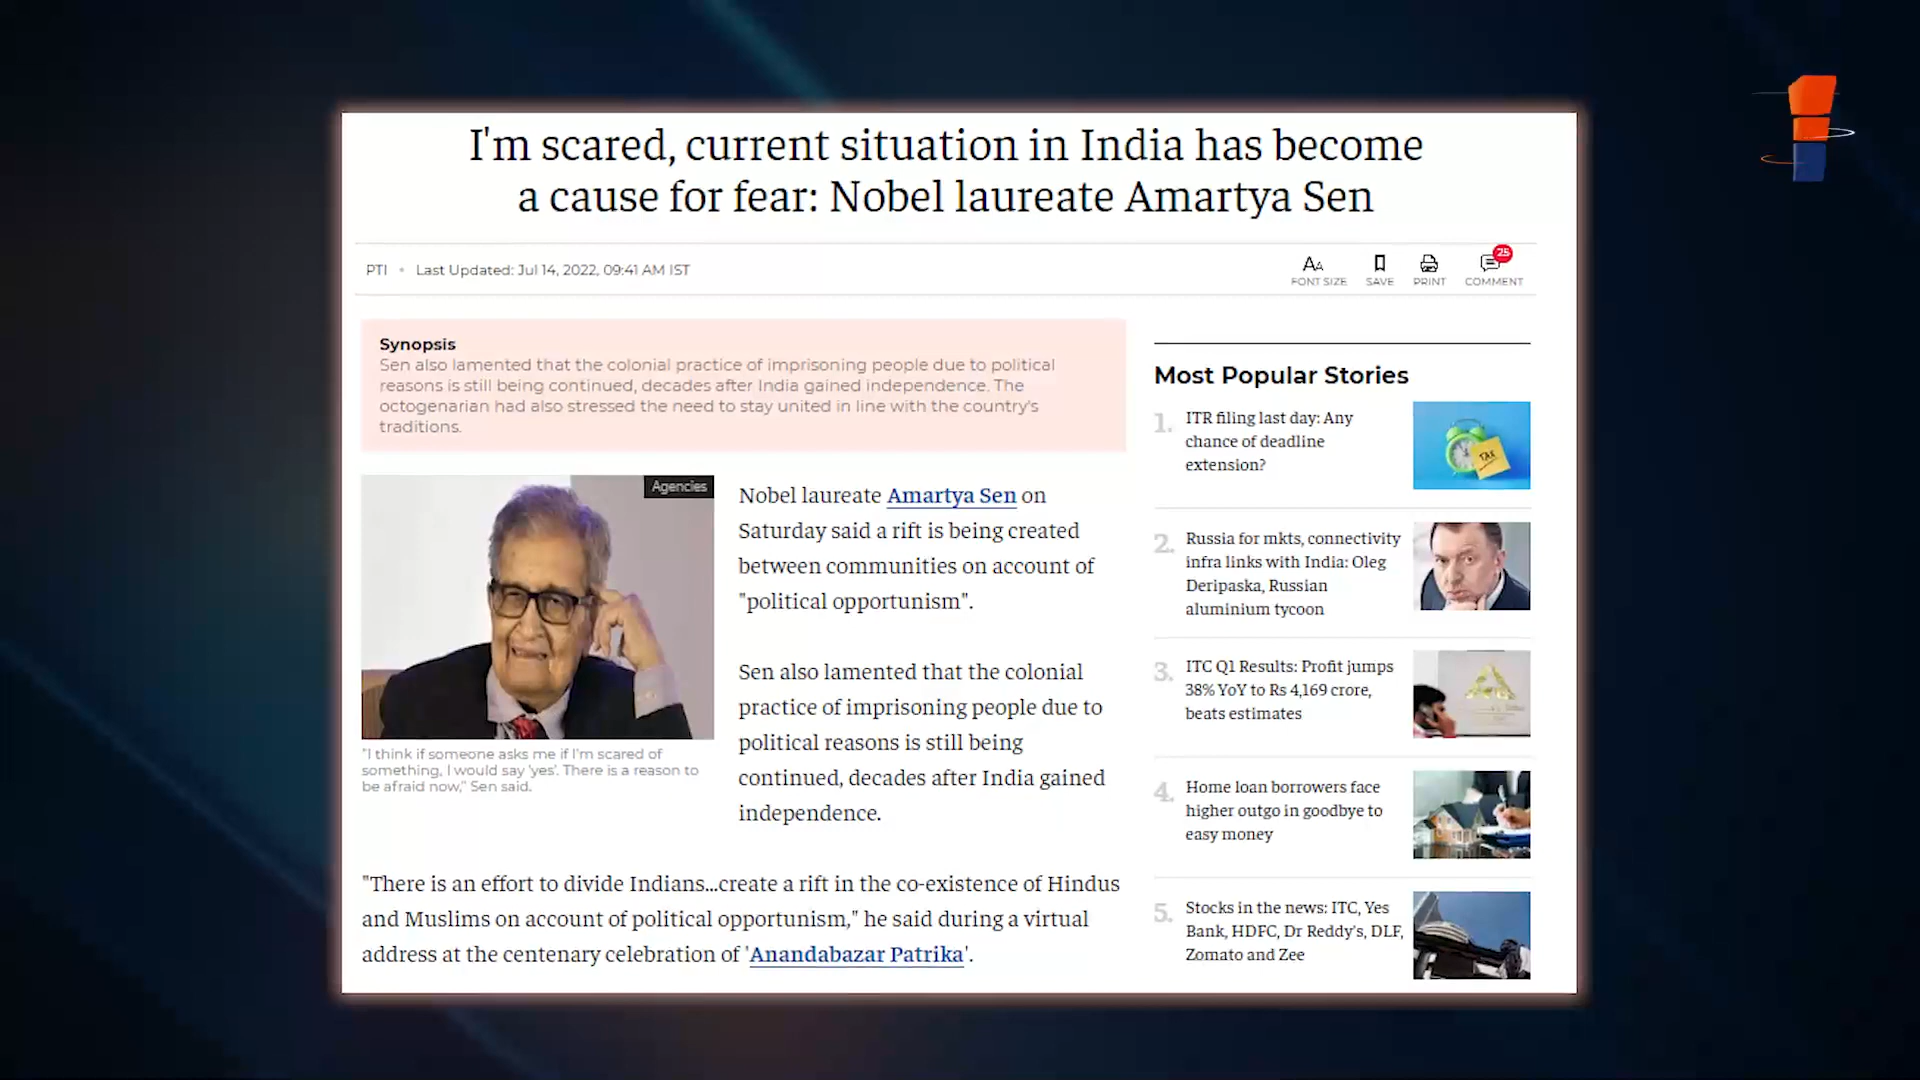 I'm scared, current situation in India has become
a cause for fear: Nobel laureate Amartya Sen
PTI • Last Updated: Jul 14, 2022, 09:41 AM IST
FONT SIZE
SAVE
PRINT
25
COMMENT
Synopsis
Sen also lamented that the colonial practice of imprisoning people due to political
reasons is still being continued, decades after India gained independence. The
octogenarian had also stressed the need to stay united in line with the country's
traditions.
Agencies
"I think if someone asks me if I'm scared of
something, I would say 'yes'. There is a reason to
be afraid now," Sen said.
Nobel laureate Amartya Sen on
Saturday said a rift is being created
between communities on account of
"political opportunism".
Sen also lamented that the colonial
practice of imprisoning people due to
political reasons is still being
continued, decades after India gained
independence.
"There is an effort to divide Indians...create a rift in the co-existence of Hindus
and Muslims on account of political opportunism," he said during a virtual
address at the centenary celebration of 'Anandabazar Patrika'.
Most Popular Stories
1. ITR filing last day: Any
chance of deadline
extension?
TAX
2. Russia for mkts, connectivity
infra links with India: Oleg
Deripaska, Russian
aluminium tycoon
3. ITC Q1 Results: Profit jumps
38% YoY to Rs 4,169 crore,
beats estimates
4. Home loan borrowers face
higher outgo in goodbye to
easy money
5. Stocks in the news: ITC, Yes
Bank, HDFC, Dr Reddy's, DLF,
Zomato and Zee